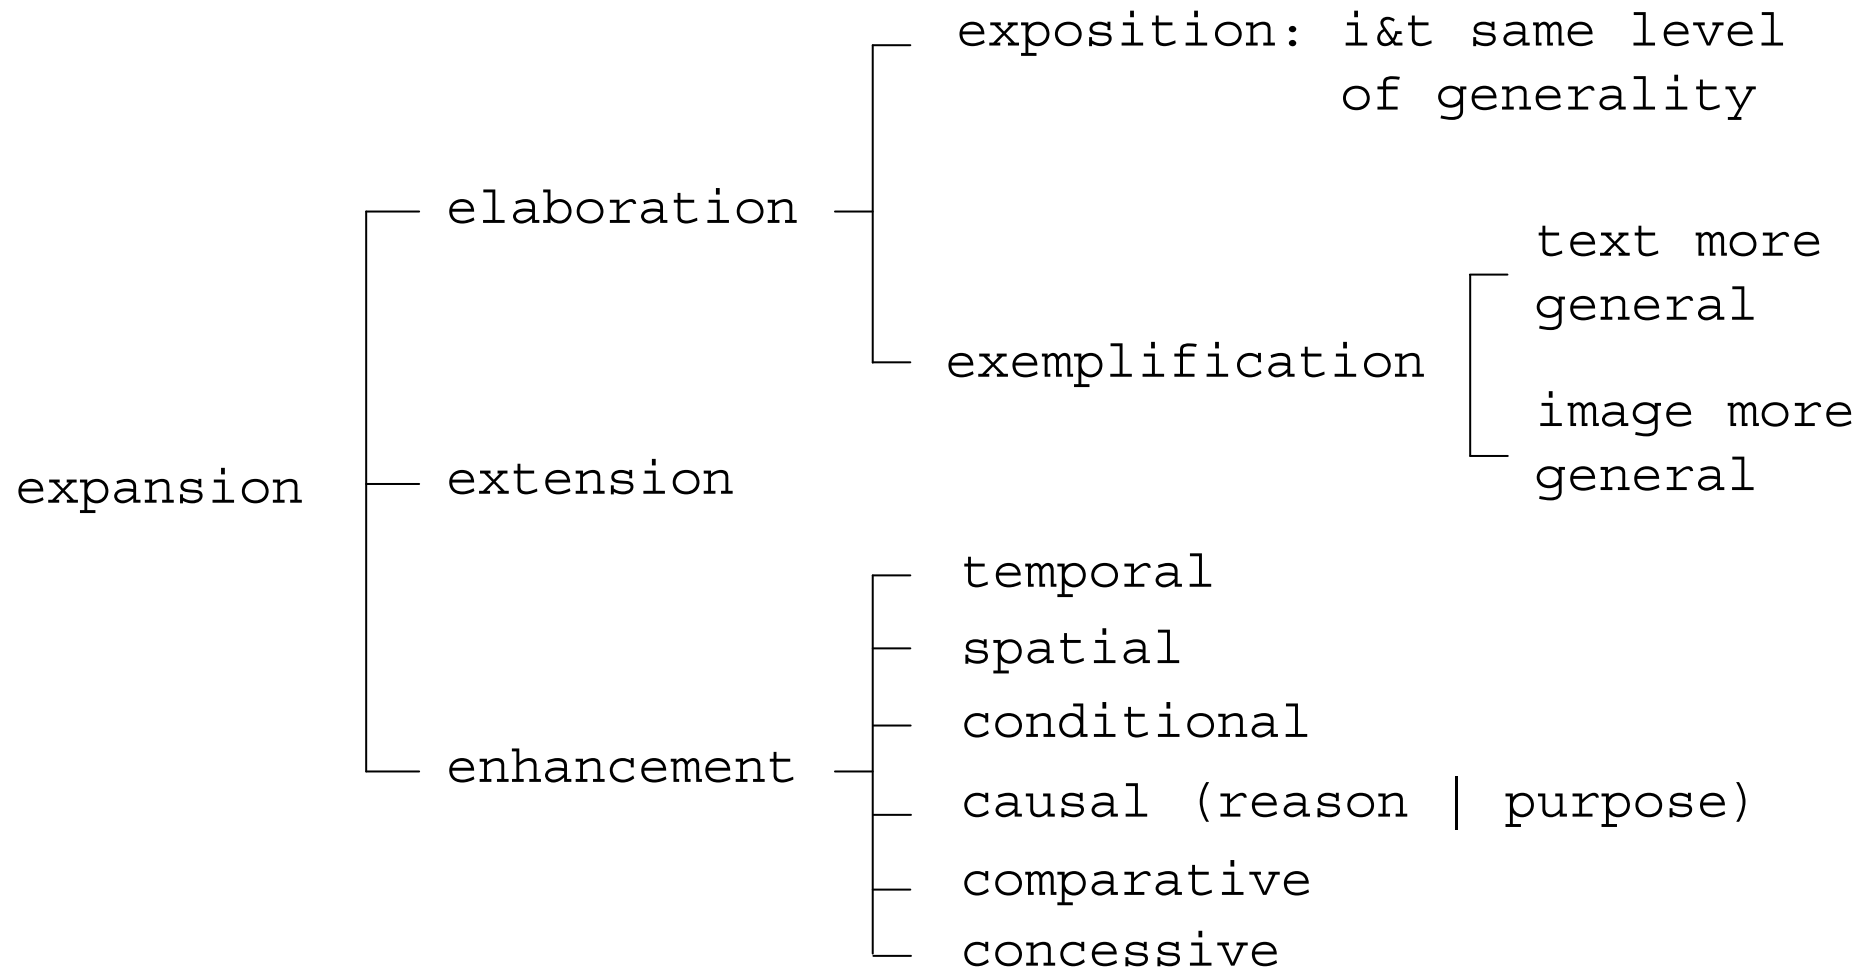 exposition: i&t same level
of generality
elaboration
text more
general
exemplification
image more
general
expansion
extension
temporal
spatial
conditional
enhancement
causal (reason | purpose)
comparative
concessive